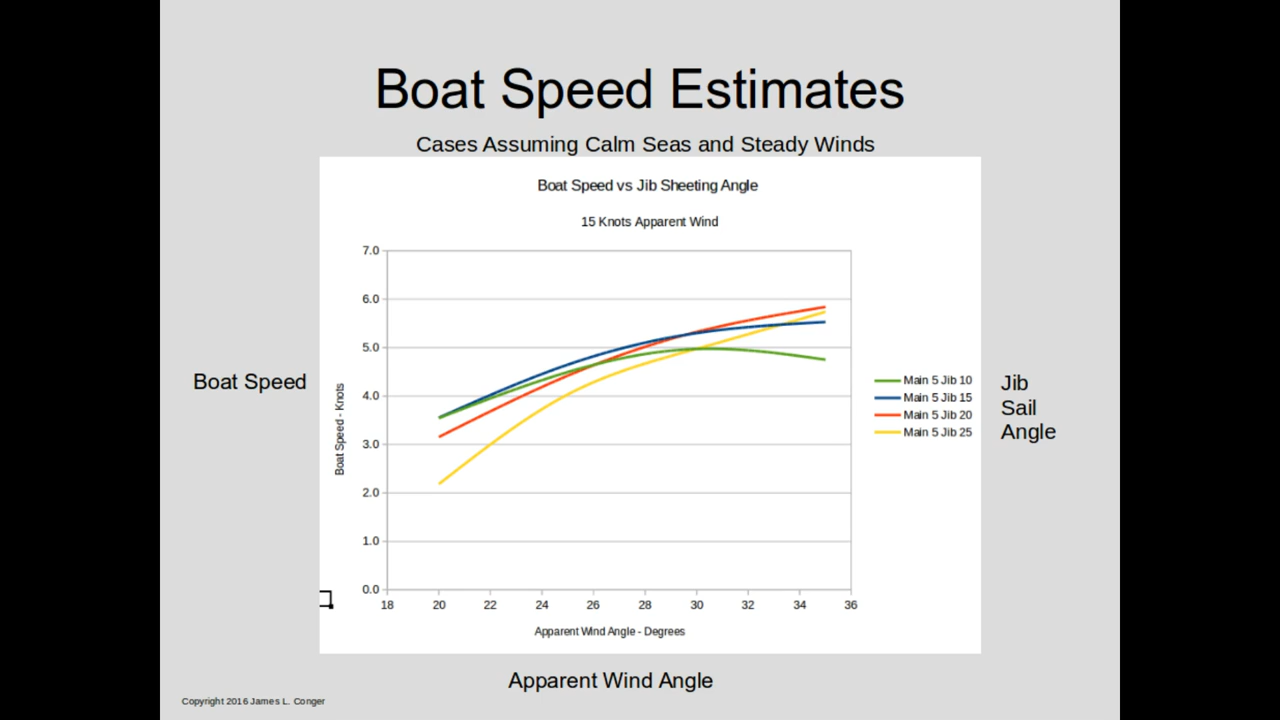 Boat Speed Estimates
Cases Assuming Calm Seas and Steady Winds
Boat Speed vs Jib Sheeting Angle
15 Knots Apparent Wind
7.0
6.0
5.0
4.0
3.0
2.0
1.0
0.0
Boat Speed
Boat Speed - Knots
18 20 22 24 26 28 30 32 34 36
Apparent Wind Angle - Degrees
Main 5 Jib 10
Main 5 Jib 15
Main 5 Jib 20
Main 5 Jib 25
Jib
Sail
Angle
Apparent Wind Angle
Copyright 2016 James L. Conger